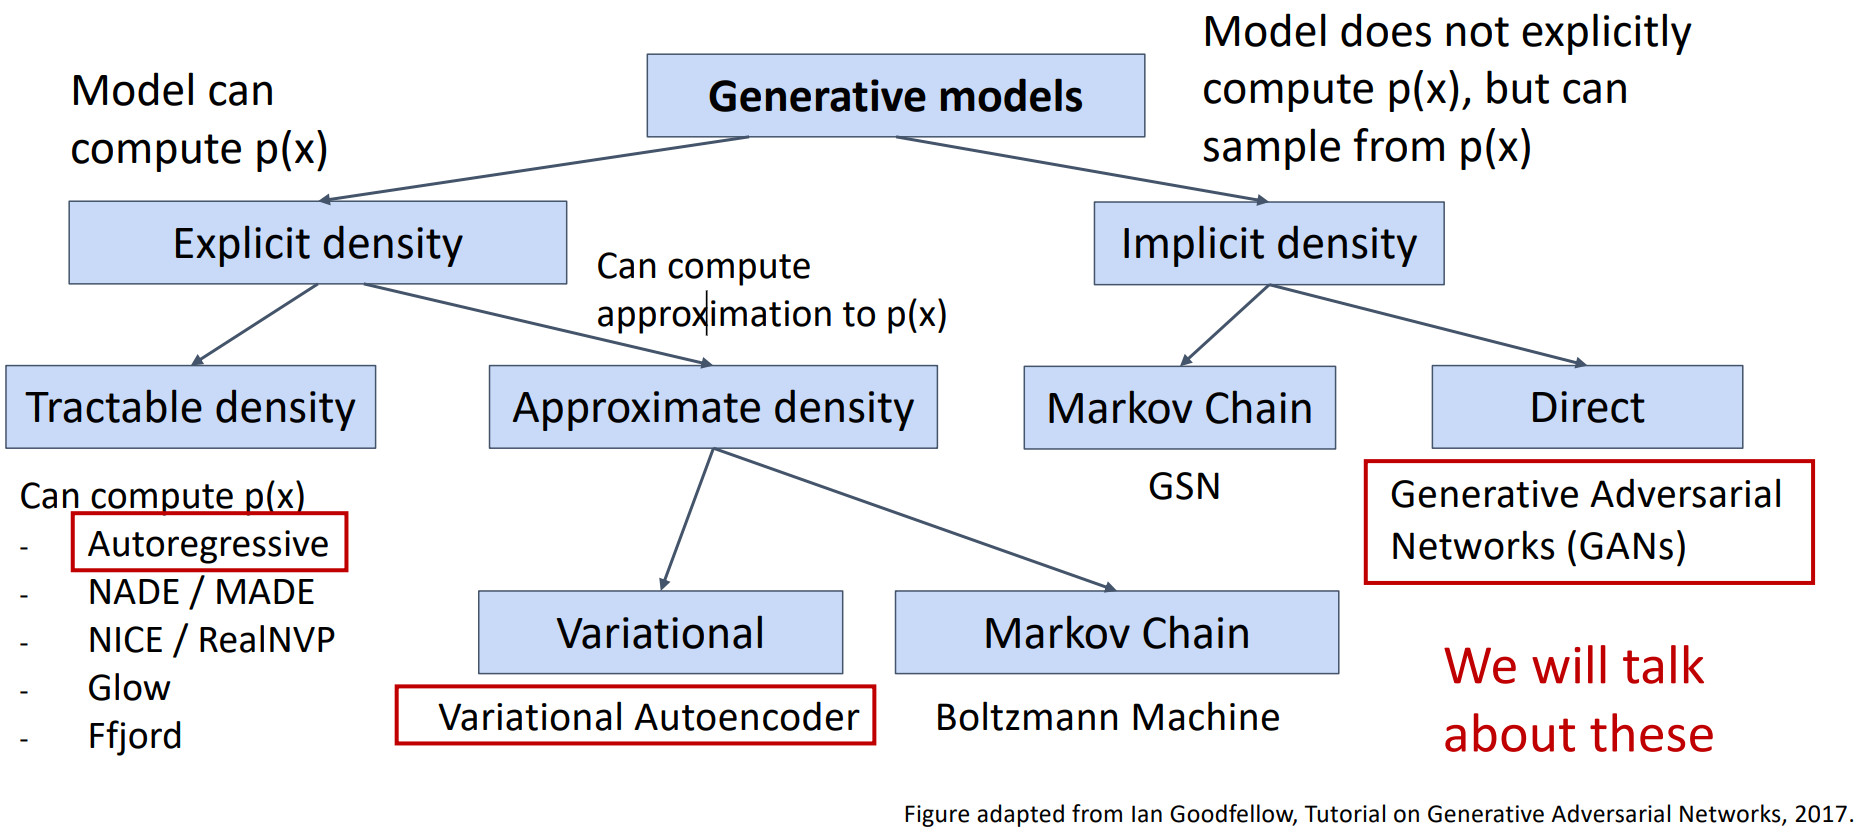 Generative models
Model can
compute p(x)
Model does not explicitly
compute p(x), but can
sample from p(x)
Explicit density
Implicit density
Can compute
approximation to p(x)
Tractable density
Approximate density
Markov Chain
Direct
Can compute p(x)
- Autoregressive
- NADE / MADE
- NICE / RealNVP
- Glow
- Ffjord
GSN
Generative Adversarial
Networks (GANs)
Variational
Markov Chain
Variational Autoencoder
Boltzmann Machine
We will talk
about these
Figure adapted from Ian Goodfellow, Tutorial on Generative Adversarial Networks, 2017.